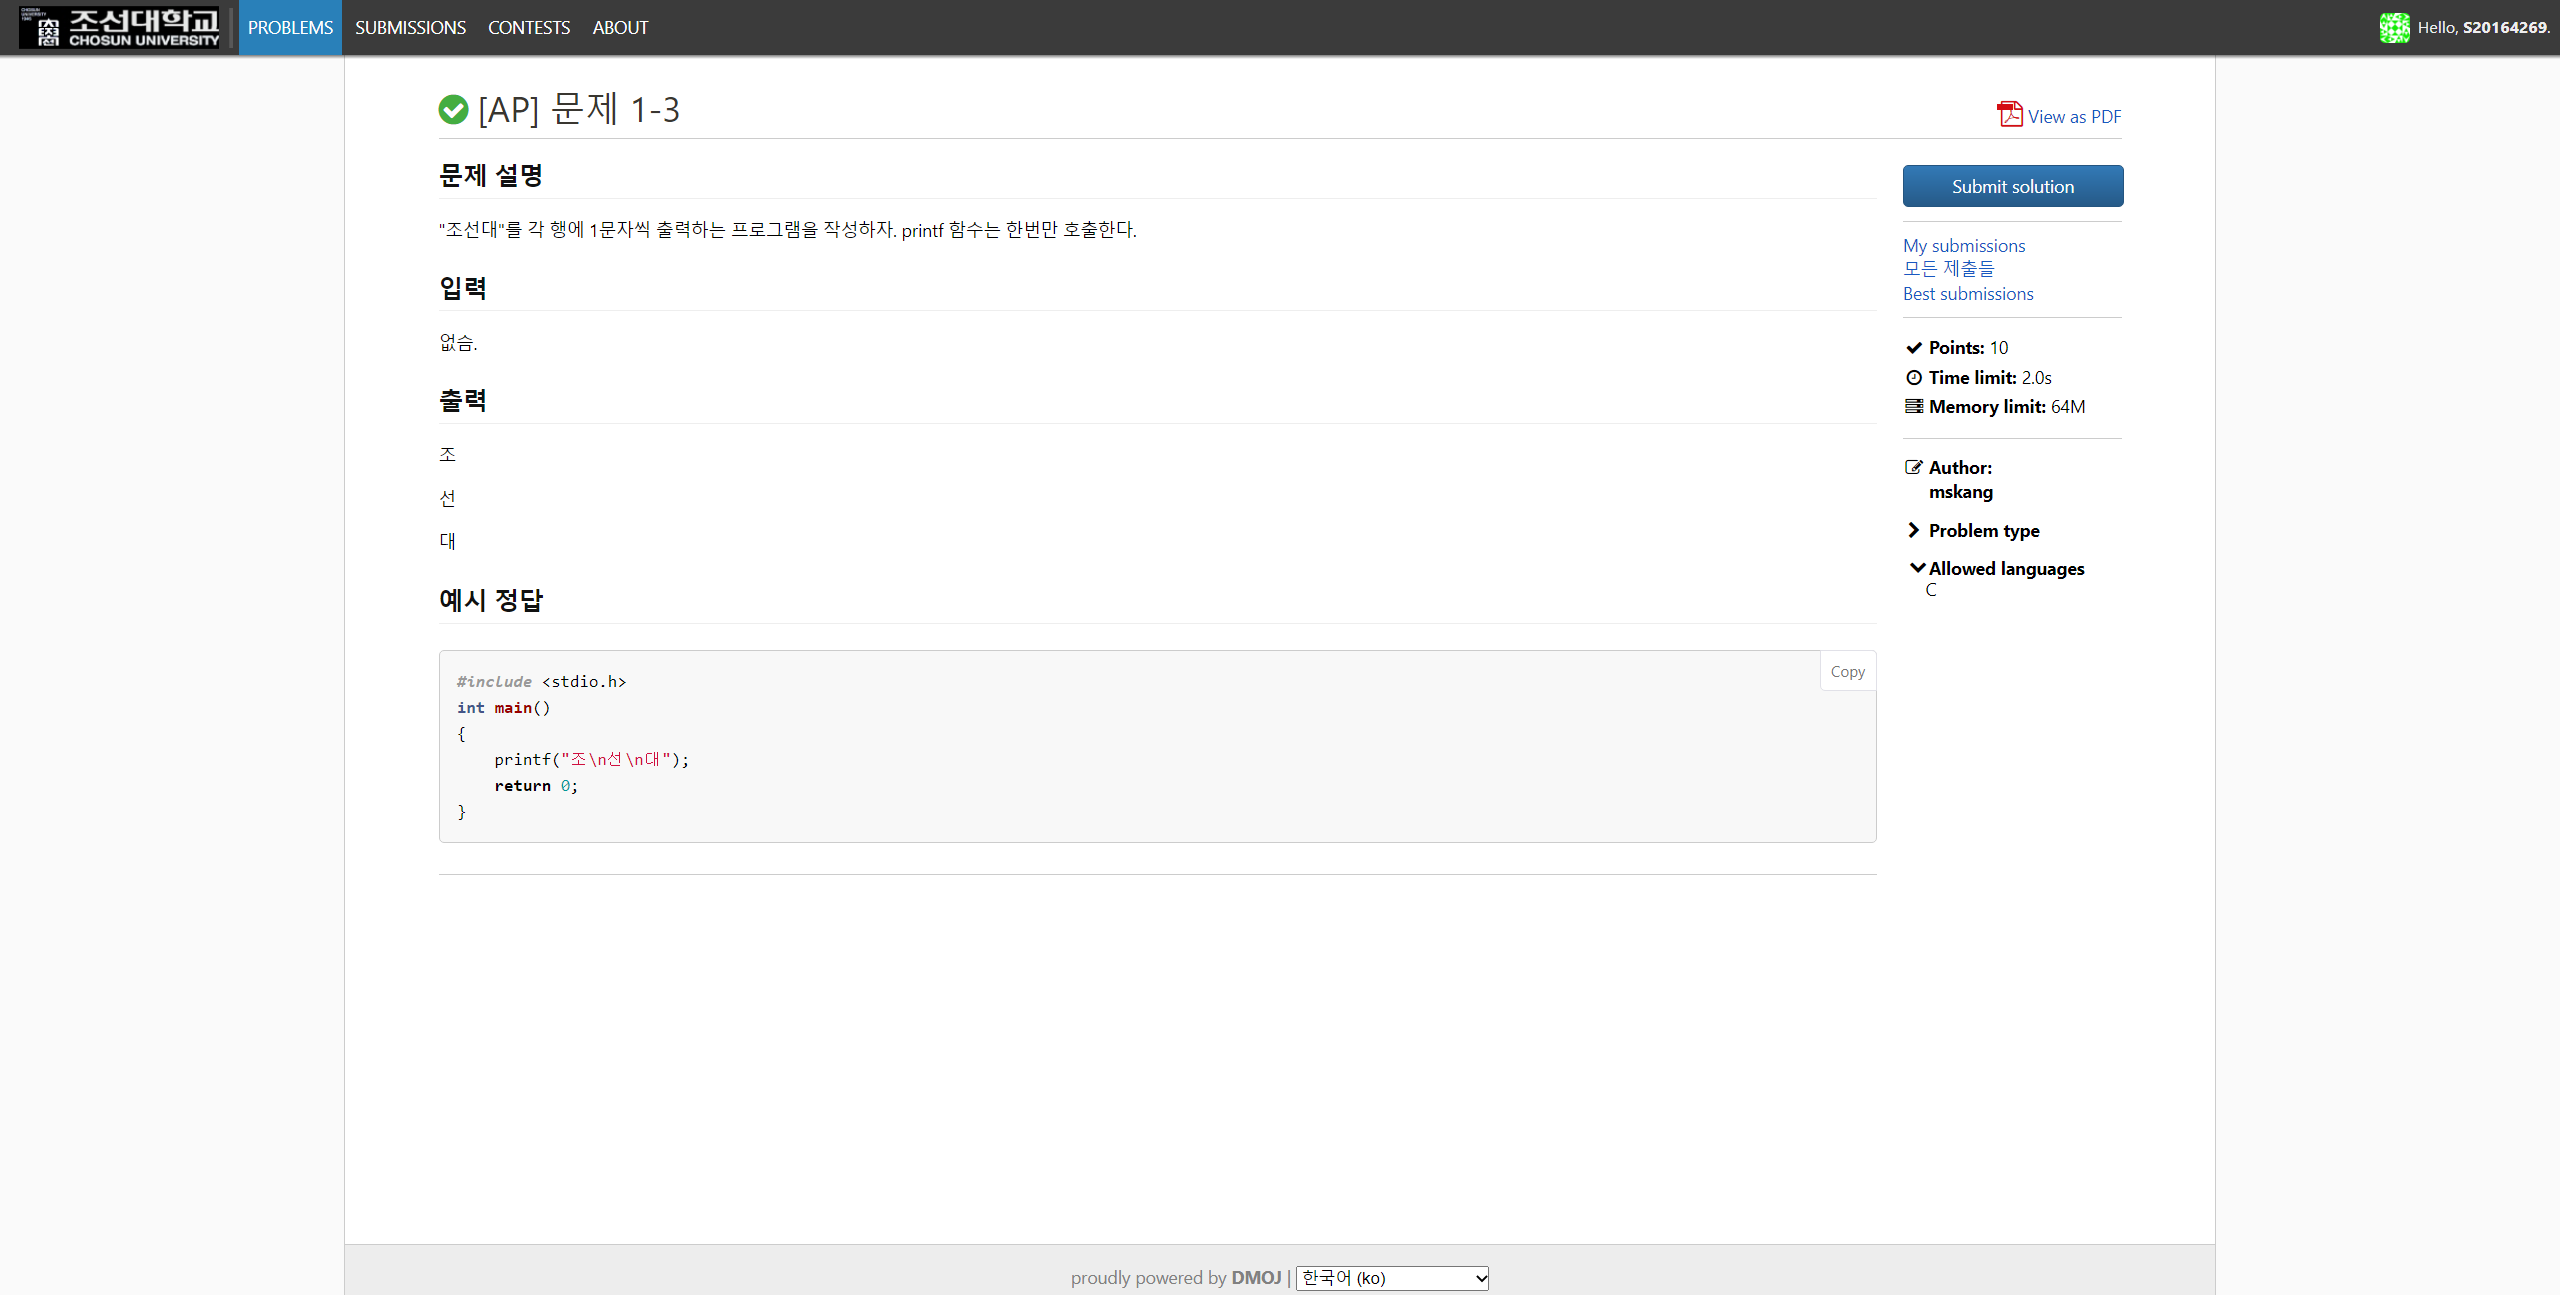 조선대학교
CHOSUN UNIVERSITY
PROBLEMS SUBMISSIONS CONTESTS ABOUT
Hello, S20164269.
[AP] 문제 1-3
View as PDF
문제 설명
"조선대"를 각 행에 1문자씩 출력하는 프로그램을 작성하자. printf 함수는 한번만 호출한다.
입력
없슴.
출력
조
선
대
예시 정답
Copy
#include <stdio.h>
int main()
{
    printf("조\n선\n대");
    return 0;
}
Submit solution
My submissions
모든 제출들
Best submissions
Points: 10
Time limit: 2.0s
Memory limit: 64M
Author:
mskang
Problem type
Allowed languages
C
proudly powered by DMOJ | 한국어 (ko)